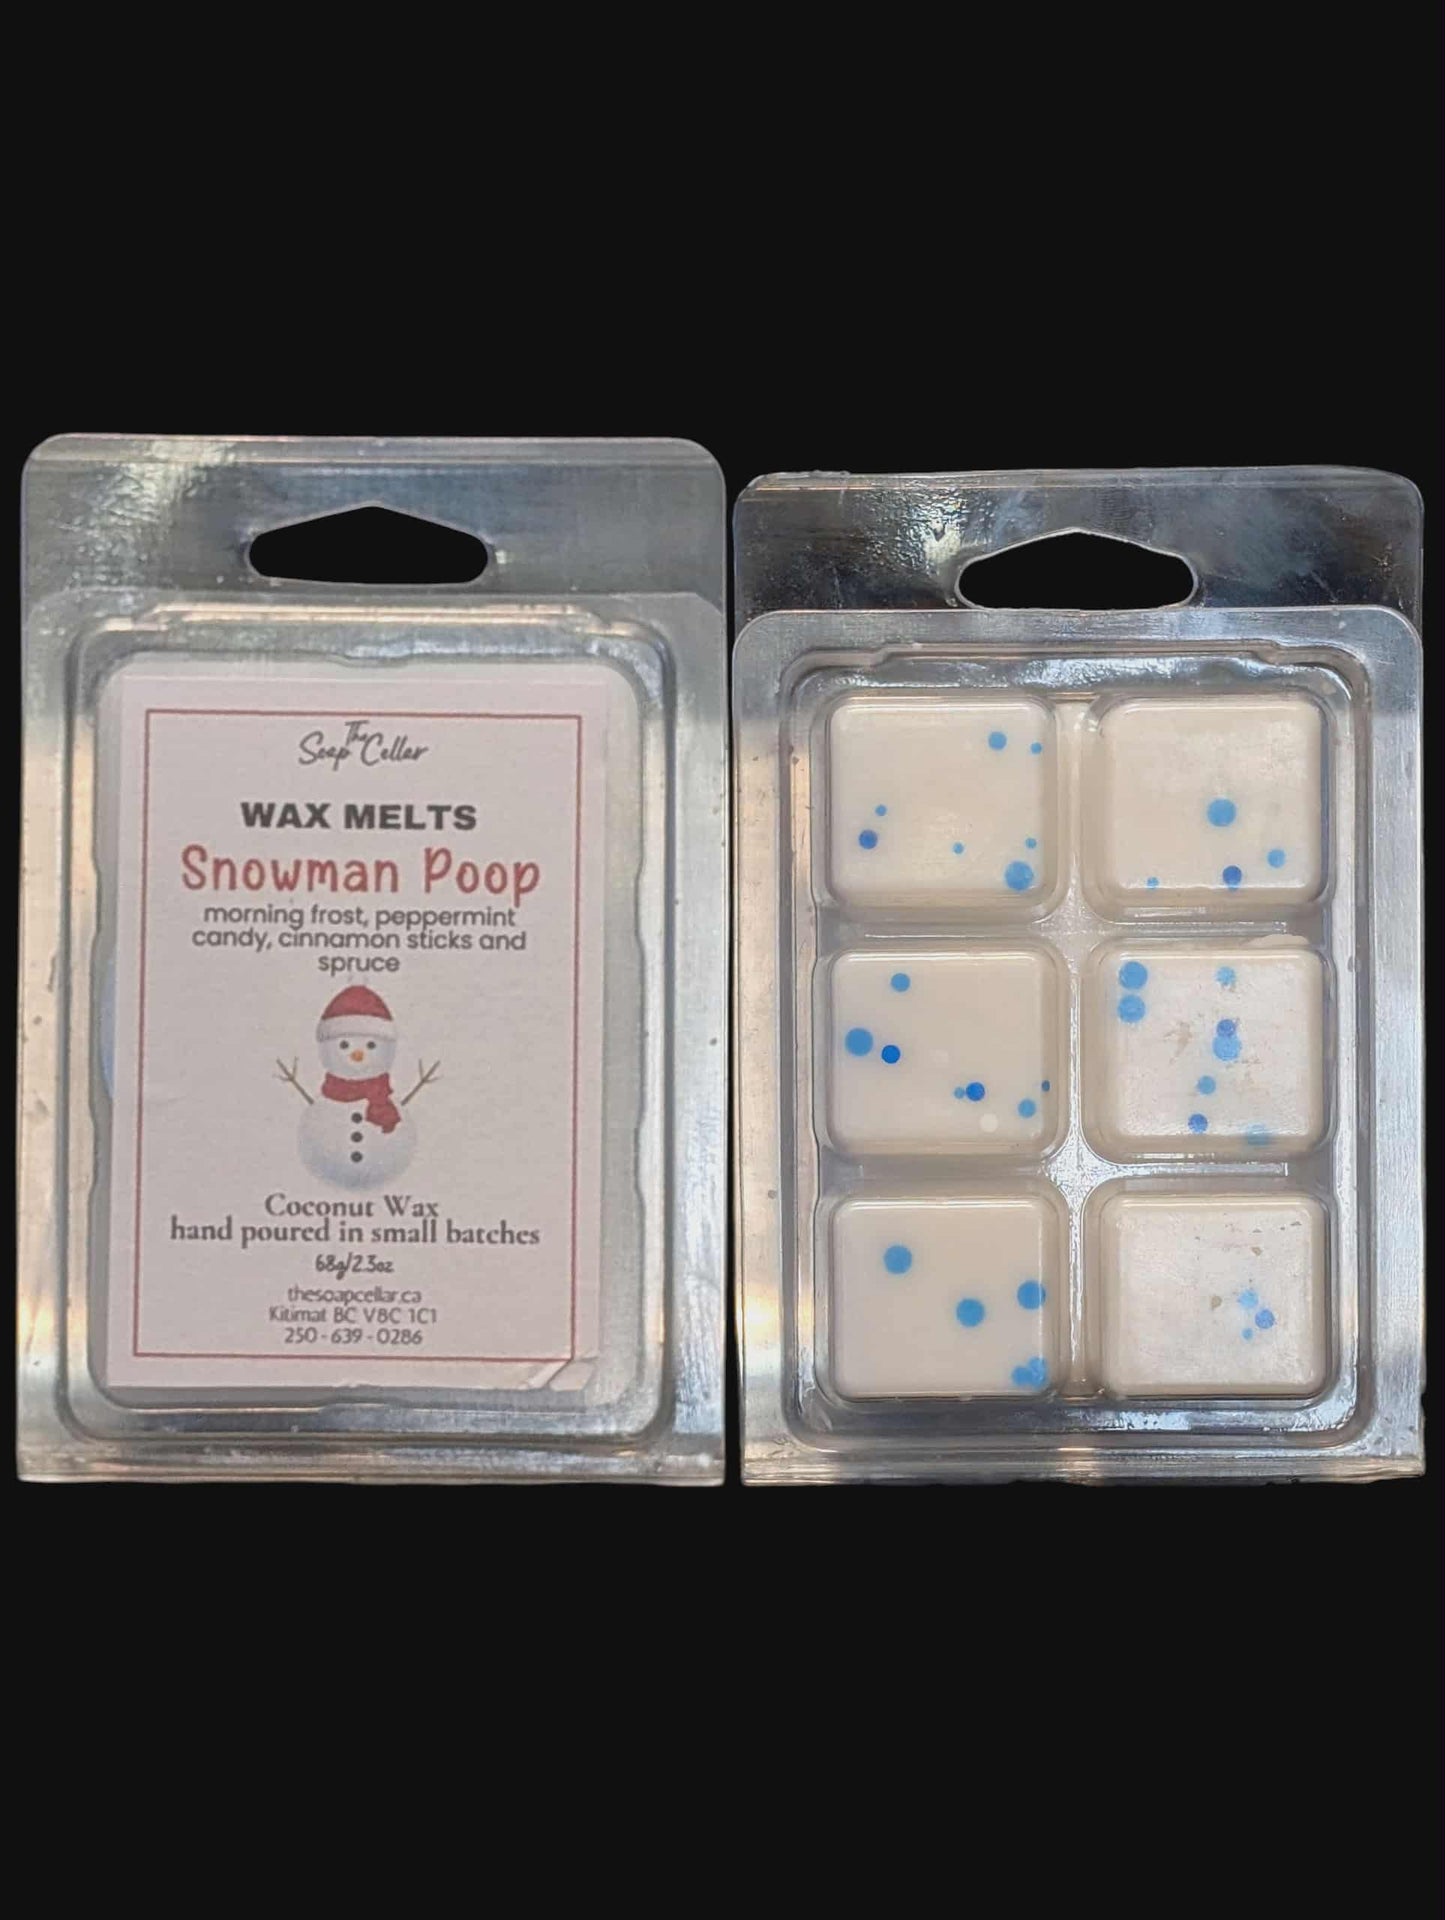 The
Soap Cellar
WAX MELTS
Snowman Poop
morning frost, peppermint
candy, cinnamon sticks and
spruce
Coconut Wax
hand poured in small batches
68g/2.3oz
thesoapcellar.ca
Kitimat BC V8C 1C1
250-639-0286